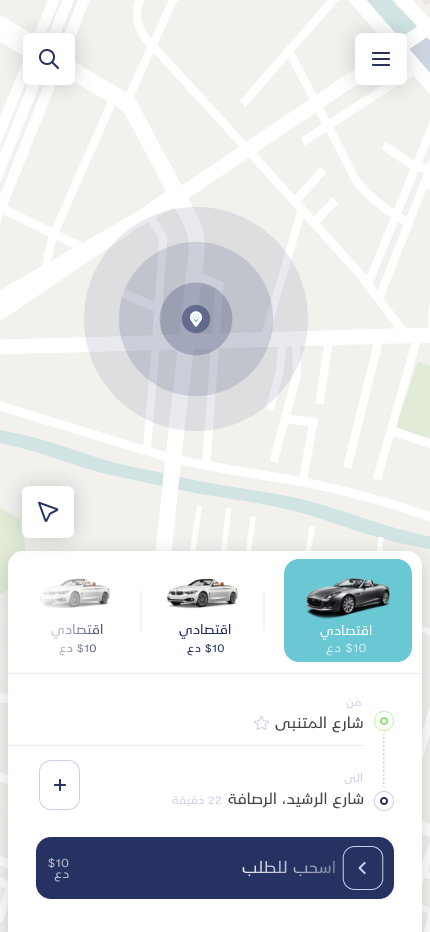 اقتصادي
$10 دع
اقتصادي
$10 دع
اقتصادي
$10 دع
من
شارع المتنبى
الى
شارع الرشيد، الرصافة 22 دقيقة
اسحب للطلب
$10
دع